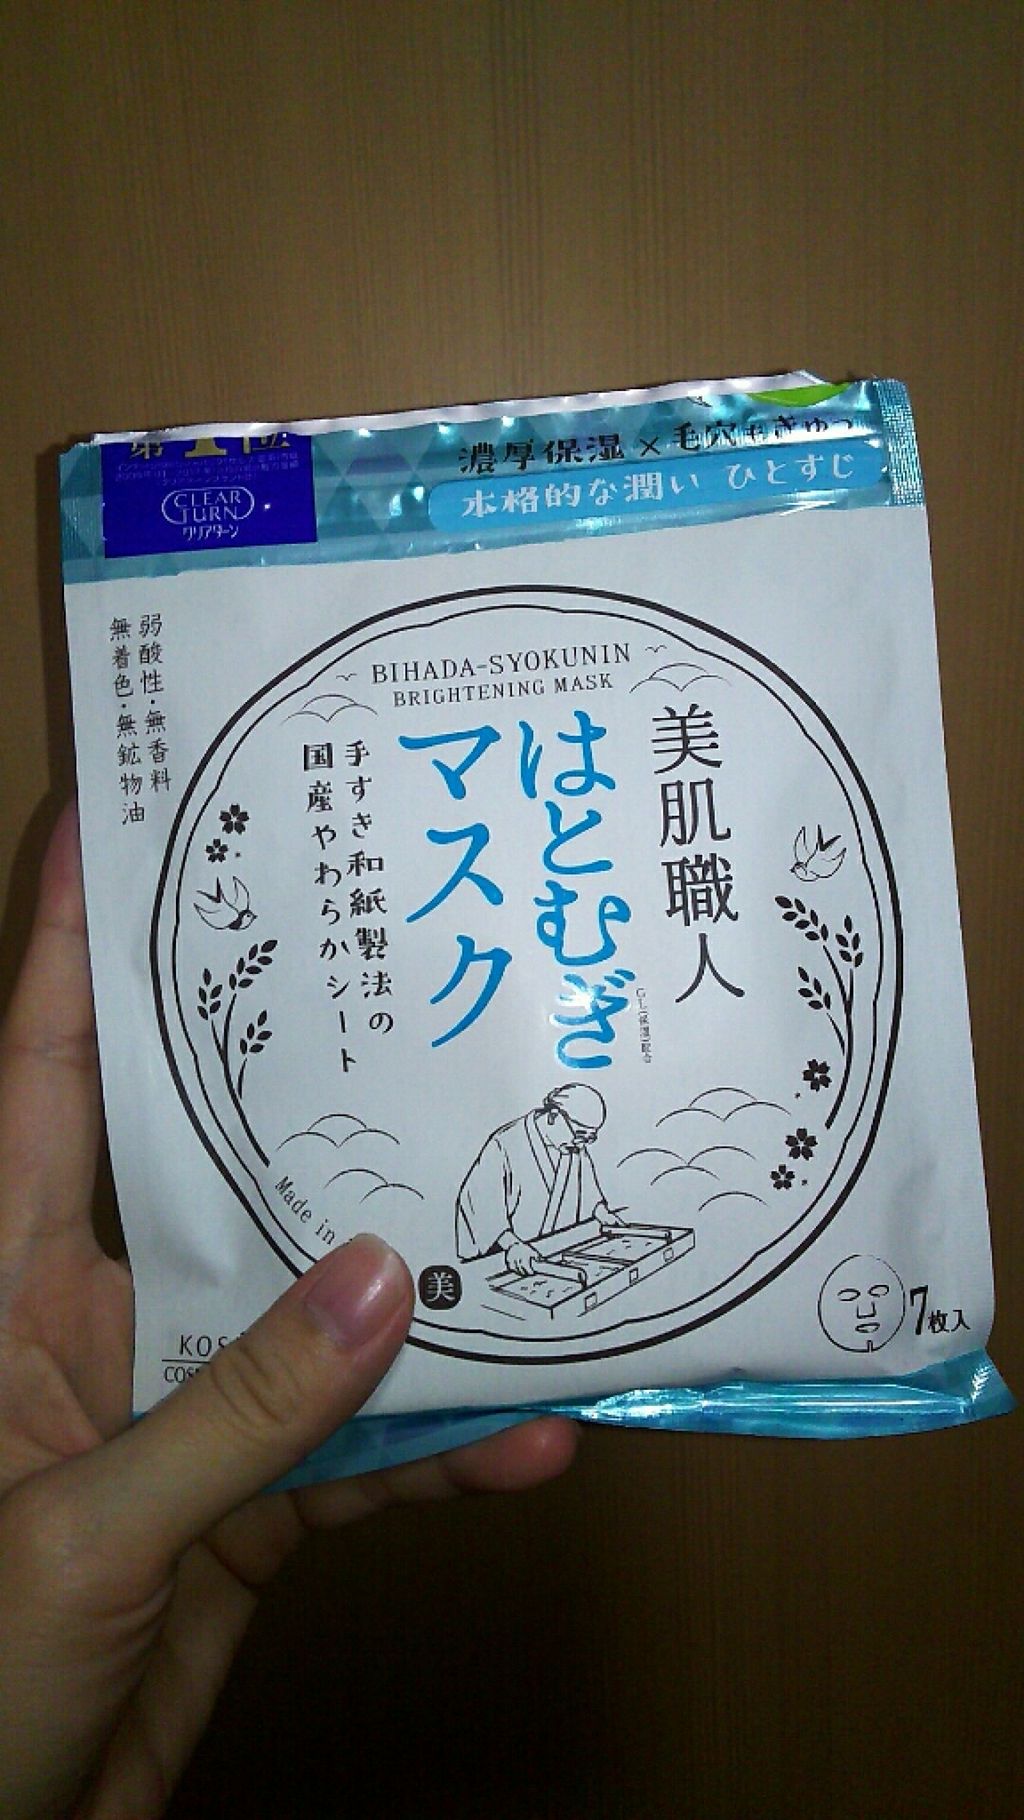 濃厚保湿×毛穴もきゅっ
本格的な潤い ひとすじ
CLEAR
TURN
クリアターン
弱酸性・無香料
無着色・無鉱物油
BIHADA-SYOKUNIN
BRIGHTENING MASK
美肌職人
はとむぎ
マスク
手すき和紙製法の
国産やわらかシート
Made in
美
7枚入